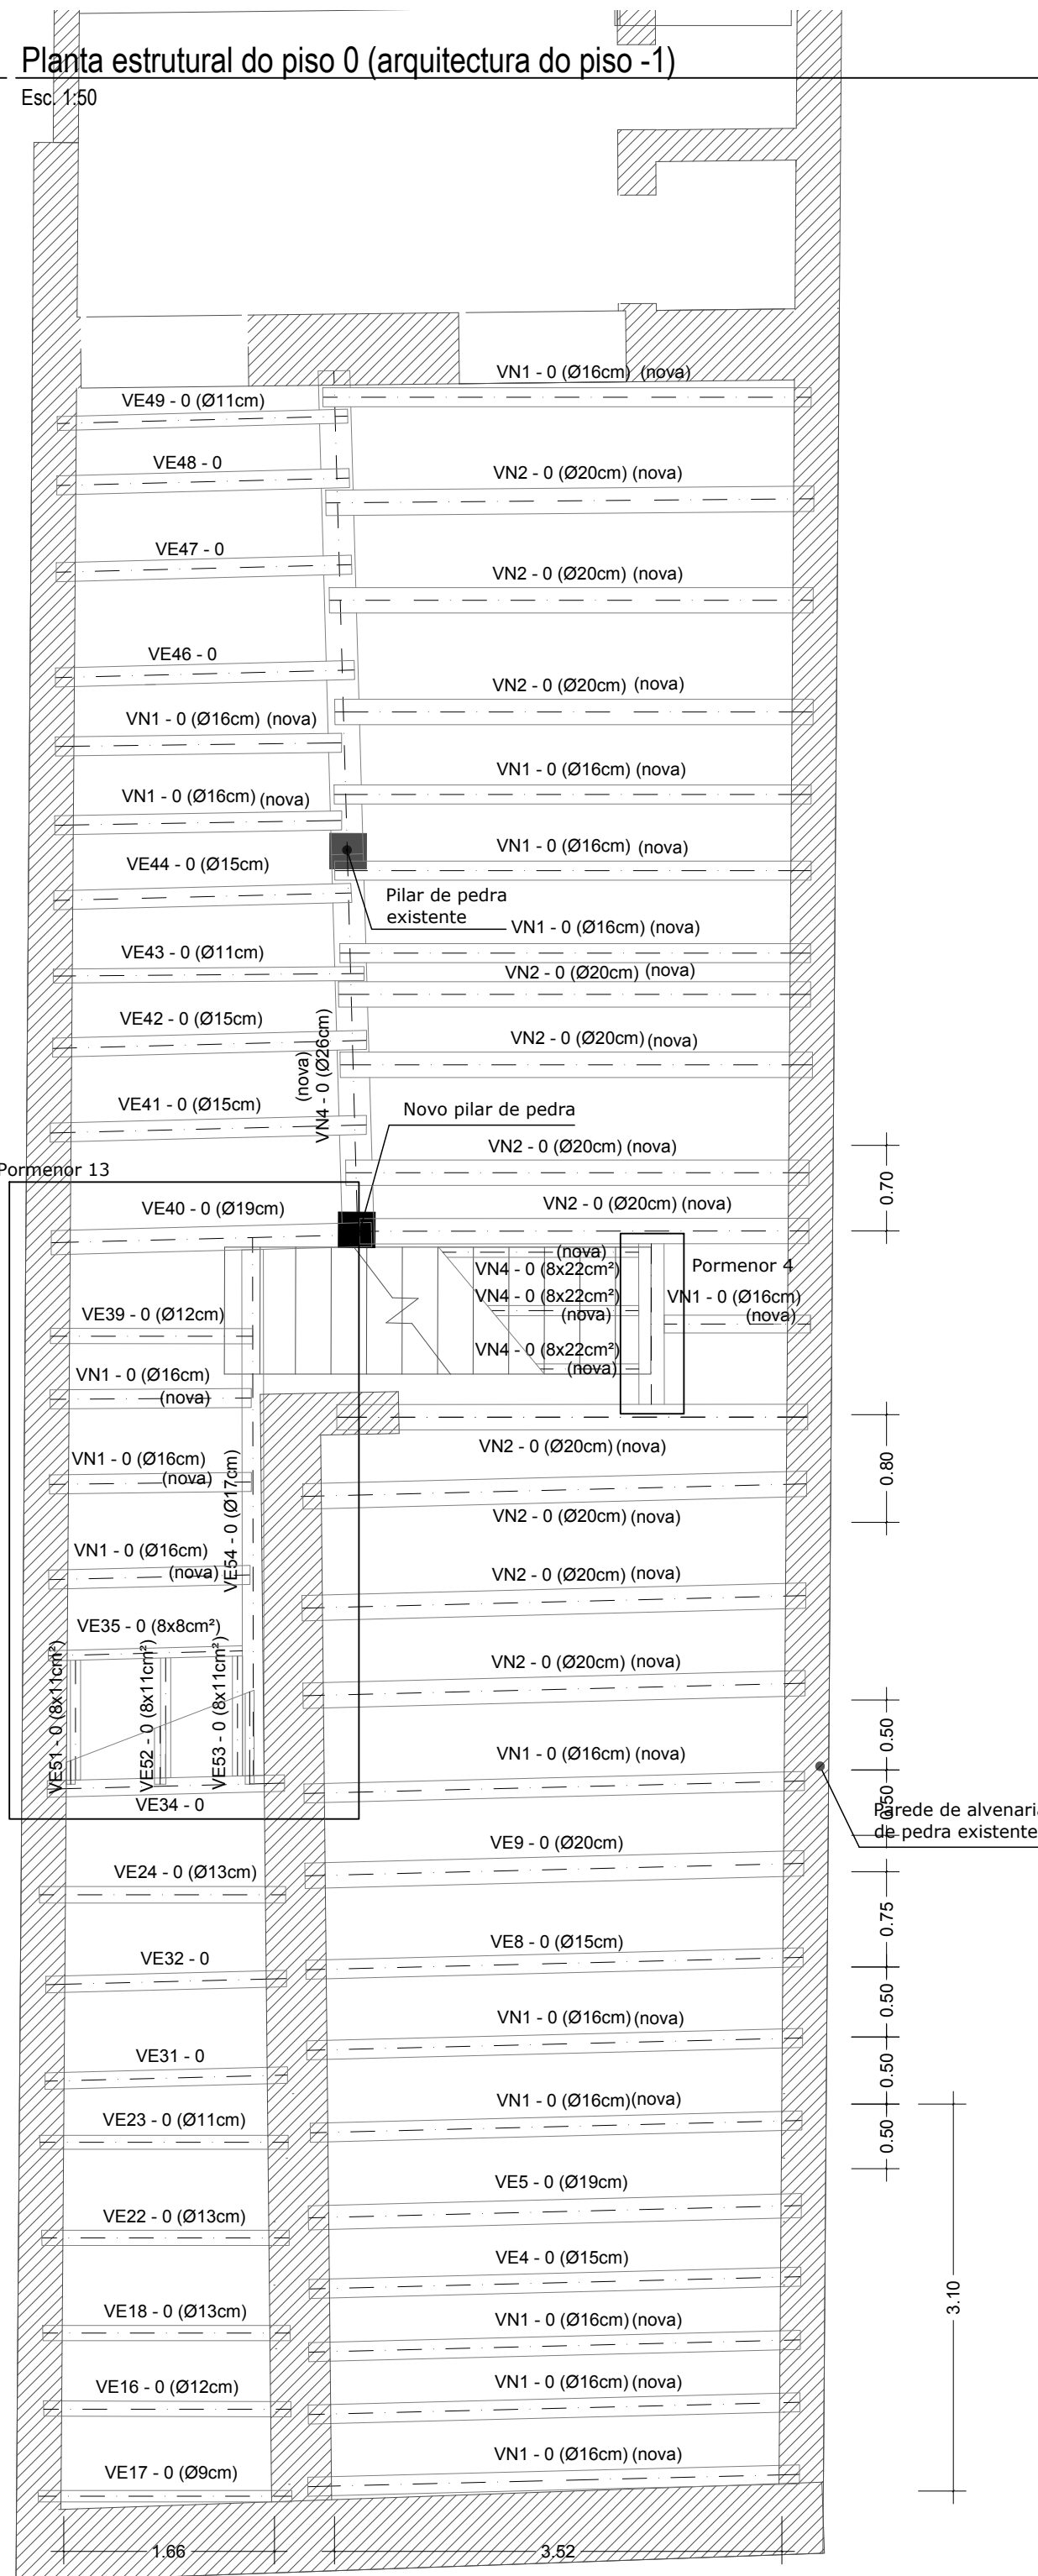 Planta estrutural do piso 0 (arquitectura do piso -1)
Esc. 1:50
VN1 - 0 (Ø16cm) (nova)
VE49 - 0 (Ø11cm)
VE48 - 0
VN2 - 0 (Ø20cm) (nova)
VE47 - 0
VN2 - 0 (Ø20cm) (nova)
VE46 - 0
VN2 - 0 (Ø20cm) (nova)
VN1 - 0 (Ø16cm) (nova)
VN1 - 0 (Ø16cm) (nova)
VN1 - 0 (Ø16cm) (nova)
VN1 - 0 (Ø16cm) (nova)
VE44 - 0 (Ø15cm)
Pilar de pedra
existente
VN1 - 0 (Ø16cm) (nova)
VE43 - 0 (Ø11cm)
VN2 - 0 (Ø20cm) (nova)
VE42 - 0 (Ø15cm)
VN2 - 0 (Ø20cm) (nova)
VN4 - 0 (Ø26cm)
(nova)
VE41 - 0 (Ø15cm)
Novo pilar de pedra
VN2 - 0 (Ø20cm) (nova)
0.70
Pormenor 13
VE40 - 0 (Ø19cm)
VN2 - 0 (Ø20cm) (nova)
(nova)
VN4 - 0 (8x22cm²)
Pormenor 4
VN4 - 0 (8x22cm²)
(nova)
VN1 - 0 (Ø16cm)
(nova)
VE39 - 0 (Ø12cm)
VN4 - 0 (8x22cm²)
(nova)
VN1 - 0 (Ø16cm)
(nova)
VN2 - 0 (Ø20cm) (nova)
0.80
VN1 - 0 (Ø16cm)
(nova)
VE54 - 0 (Ø17cm)
VN2 - 0 (Ø20cm) (nova)
VN1 - 0 (Ø16cm)
(nova)
VN2 - 0 (Ø20cm) (nova)
VE35 - 0 (8x8cm²)
VN2 - 0 (Ø20cm) (nova)
VE51 - 0 (8x11cm²)
VE52 - 0 (8x11cm²)
VE53 - 0 (8x11cm²)
0.50
VN1 - 0 (Ø16cm) (nova)
VE34 - 0
0.50
Parede de alvenaria
de pedra existente
VE9 - 0 (Ø20cm)
VE24 - 0 (Ø13cm)
0.75
VE8 - 0 (Ø15cm)
VE32 - 0
0.50
VN1 - 0 (Ø16cm) (nova)
VE31 - 0
0.50
VN1 - 0 (Ø16cm) (nova)
VE23 - 0 (Ø11cm)
0.50
VE5 - 0 (Ø19cm)
VE22 - 0 (Ø13cm)
VE4 - 0 (Ø15cm)
3.10
VE18 - 0 (Ø13cm)
VN1 - 0 (Ø16cm) (nova)
VE16 - 0 (Ø12cm)
VN1 - 0 (Ø16cm) (nova)
VN1 - 0 (Ø16cm) (nova)
VE17 - 0 (Ø9cm)
1.66
3.52